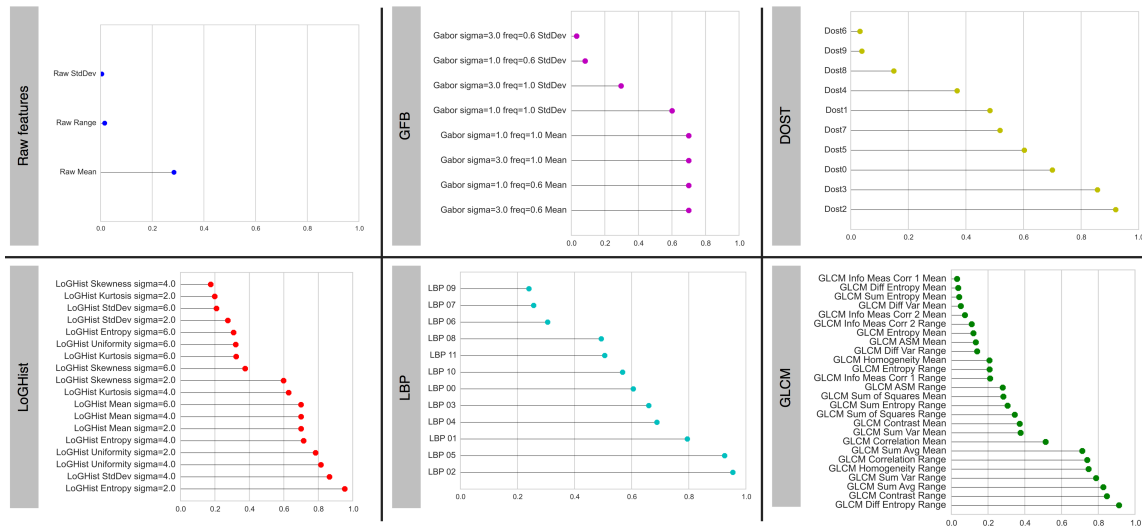 Raw features
Raw StdDev
Raw Range
Raw Mean
0.0 0.2 0.4 0.6 0.8 1.0
GFB
Gabor sigma=3.0 freq=0.6 StdDev
Gabor sigma=1.0 freq=0.6 StdDev
Gabor sigma=3.0 freq=1.0 StdDev
Gabor sigma=1.0 freq=1.0 StdDev
Gabor sigma=1.0 freq=1.0 Mean
Gabor sigma=3.0 freq=1.0 Mean
Gabor sigma=1.0 freq=0.6 Mean
Gabor sigma=3.0 freq=0.6 Mean
0.0 0.2 0.4 0.6 0.8 1.0
DOST
Dost6
Dost9
Dost8
Dost4
Dost1
Dost7
Dost5
Dost0
Dost3
Dost2
0.0 0.2 0.4 0.6 0.8 1.0
LoGHist
LoGHist Skewness sigma=4.0
LoGHist Kurtosis sigma=2.0
LoGHist StdDev sigma=6.0
LoGHist StdDev sigma=2.0
LoGHist Entropy sigma=6.0
LoGHist Uniformity sigma=6.0
LoGHist Kurtosis sigma=6.0
LoGHist Skewness sigma=6.0
LoGHist Skewness sigma=2.0
LoGHist Kurtosis sigma=4.0
LoGHist Mean sigma=6.0
LoGHist Mean sigma=4.0
LoGHist Mean sigma=2.0
LoGHist Entropy sigma=4.0
LoGHist Uniformity sigma=2.0
LoGHist Uniformity sigma=4.0
LoGHist StdDev sigma=4.0
LoGHist Entropy sigma=2.0
0.0 0.2 0.4 0.6 0.8 1.0
LBP
LBP 09
LBP 07
LBP 06
LBP 08
LBP 11
LBP 10
LBP 00
LBP 03
LBP 04
LBP 01
LBP 05
LBP 02
0.0 0.2 0.4 0.6 0.8 1.0
GLCM
GLCM Info Meas Corr 1 Mean
GLCM Diff Entropy Mean
GLCM Sum Entropy Mean
GLCM Diff Var Mean
GLCM Info Meas Corr 2 Mean
GLCM Info Meas Corr 2 Range
GLCM Entropy Mean
GLCM ASM Mean
GLCM Diff Var Range
GLCM Homogeneity Mean
GLCM Entropy Range
GLCM Info Meas Corr 1 Range
GLCM ASM Range
GLCM Sum of Squares Mean
GLCM Sum Entropy Range
GLCM Sum of Squares Range
GLCM Contrast Mean
GLCM Sum Var Mean
GLCM Correlation Mean
GLCM Sum Avg Mean
GLCM Correlation Range
GLCM Homogeneity Range
GLCM Sum Var Range
GLCM Sum Avg Range
GLCM Contrast Range
GLCM Diff Entropy Range
0.0 0.2 0.4 0.6 0.8 1.0